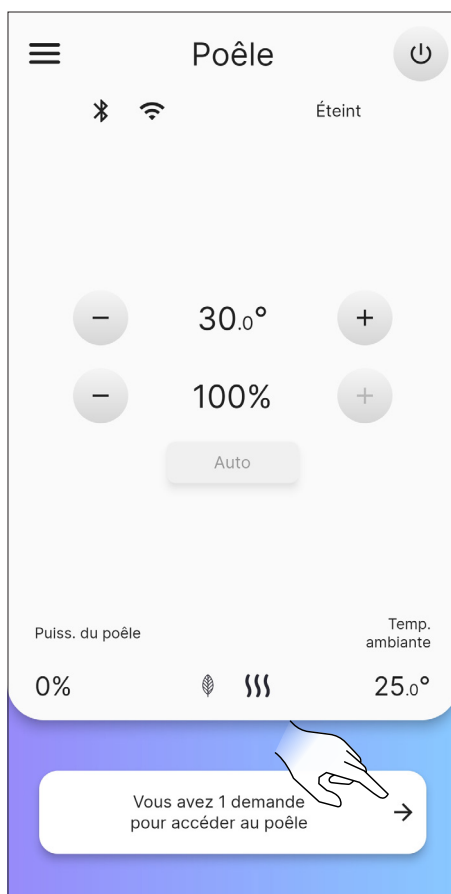 Poêle
Éteint
30.0°
100%
Auto
Puiss. du poêle
Temp.
ambiante
0%
25.0°
Vous avez 1 demande
pour accéder au poêle